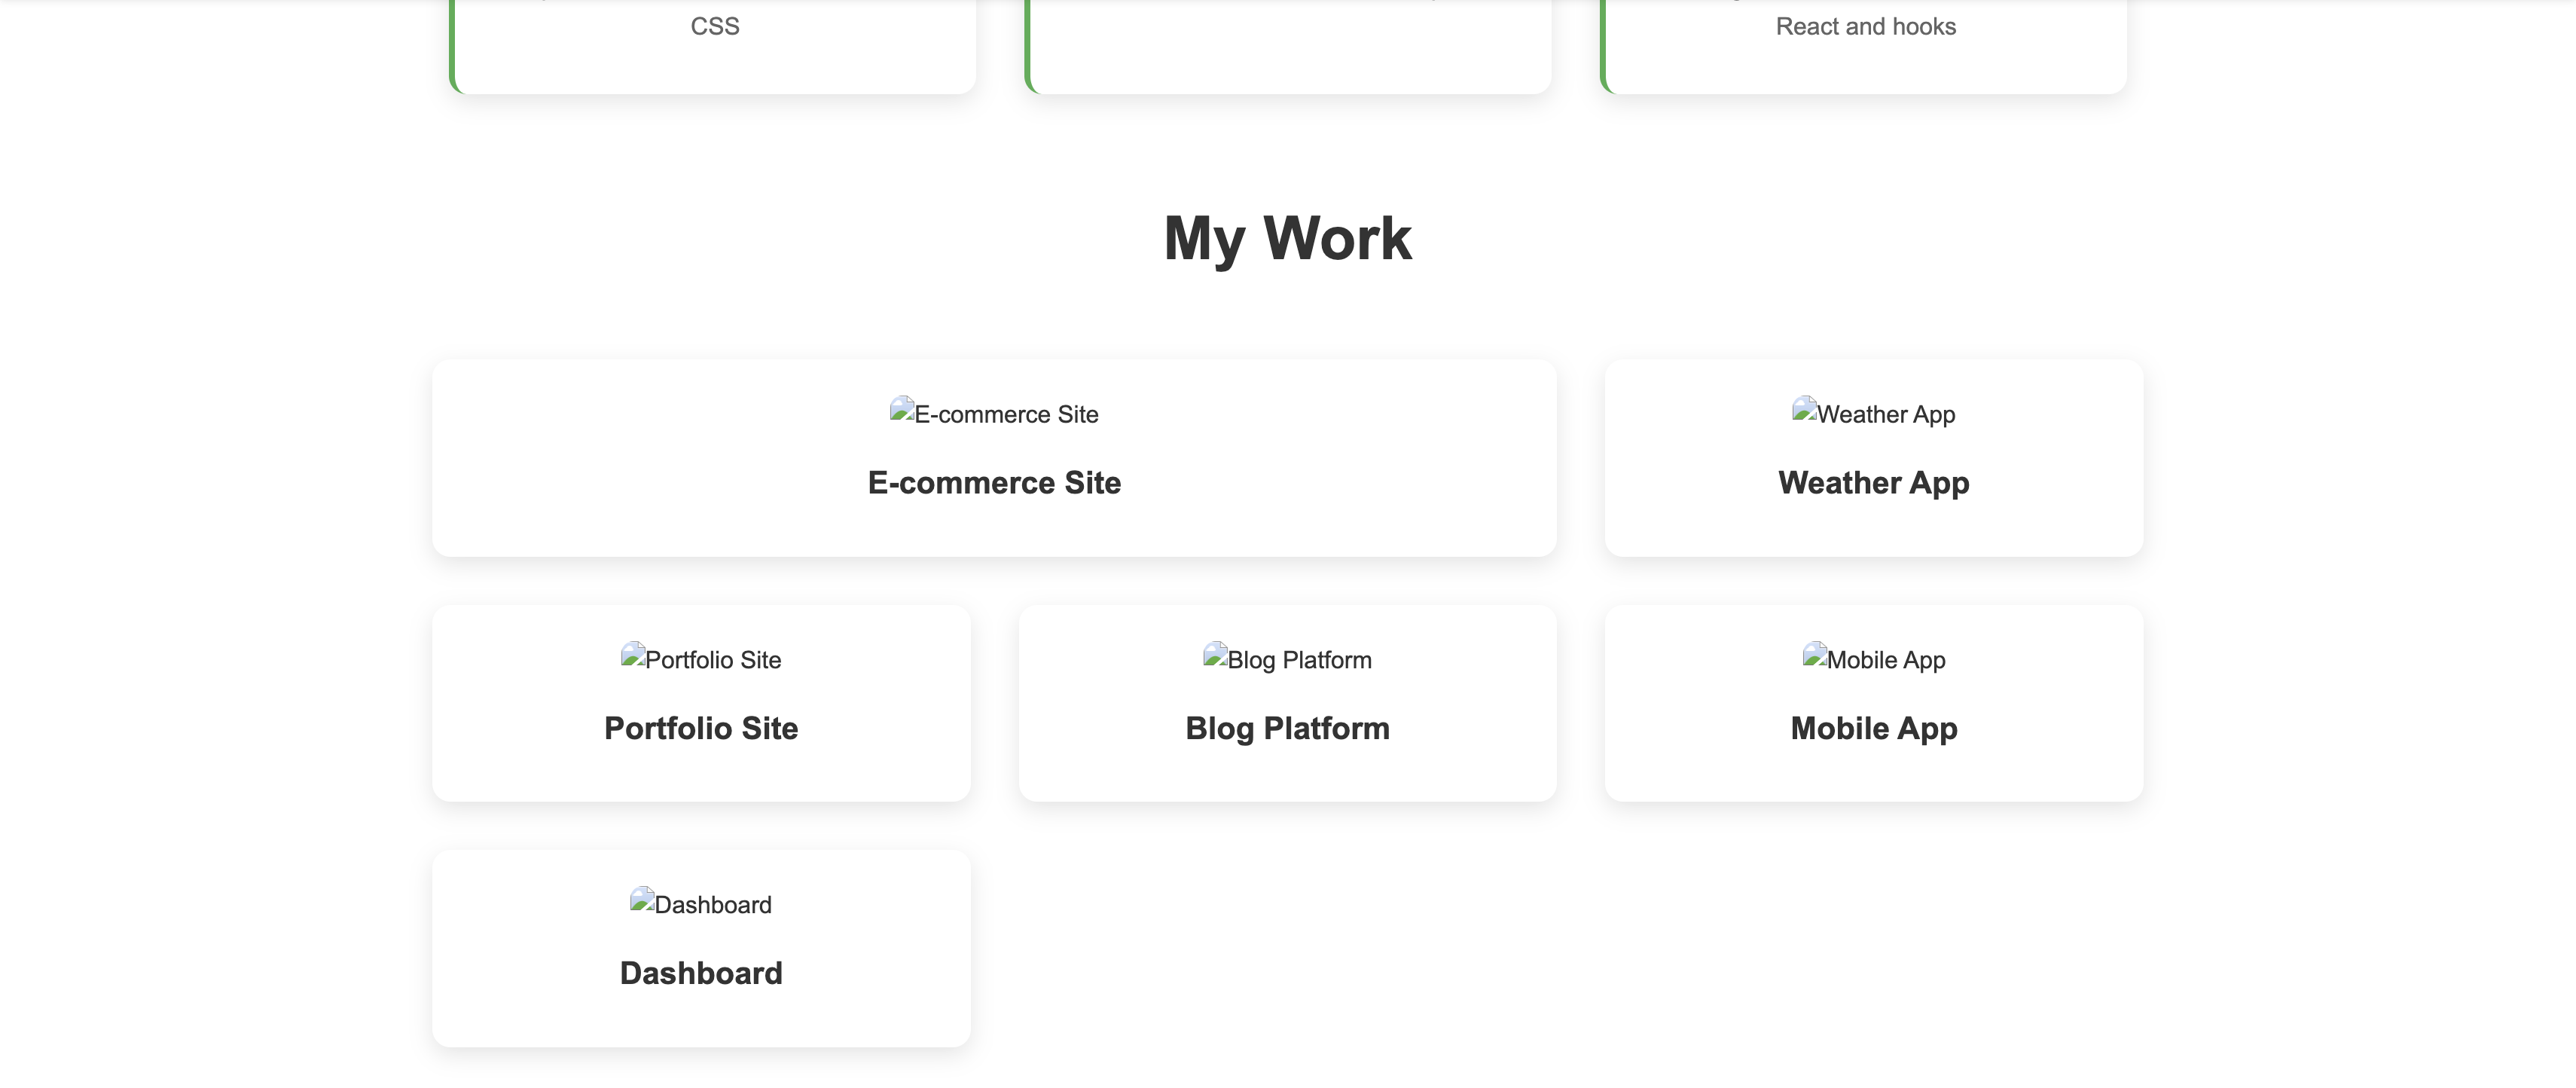 CSS
React and hooks
My Work
E-commerce Site
Weather App
E-commerce Site
Weather App
Portfolio Site
Blog Platform
Mobile App
Portfolio Site
Blog Platform
Mobile App
Dashboard
Dashboard